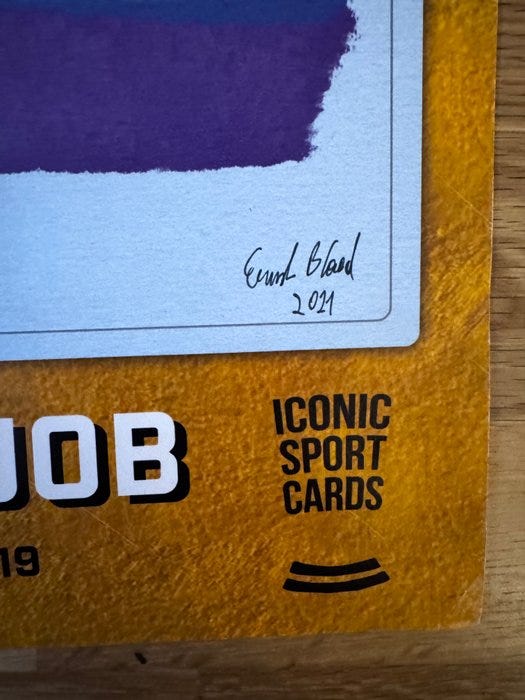 2021
JOB
ICONIC
SPORT
CARDS
19